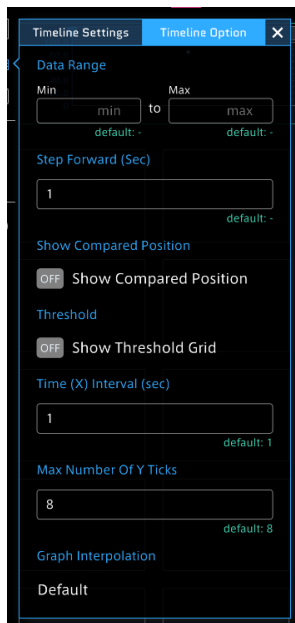 Timeline Settings Timeline Option ✕
Data Range
Min Max
min to max
default: - default: -
Step Forward (Sec)
1
default: -
Show Compared Position
OFF Show Compared Position
Threshold
OFF Show Threshold Grid
Time (X) Interval (sec)
1
default: 1
Max Number Of Y Ticks
8
default: 8
Graph Interpolation
Default